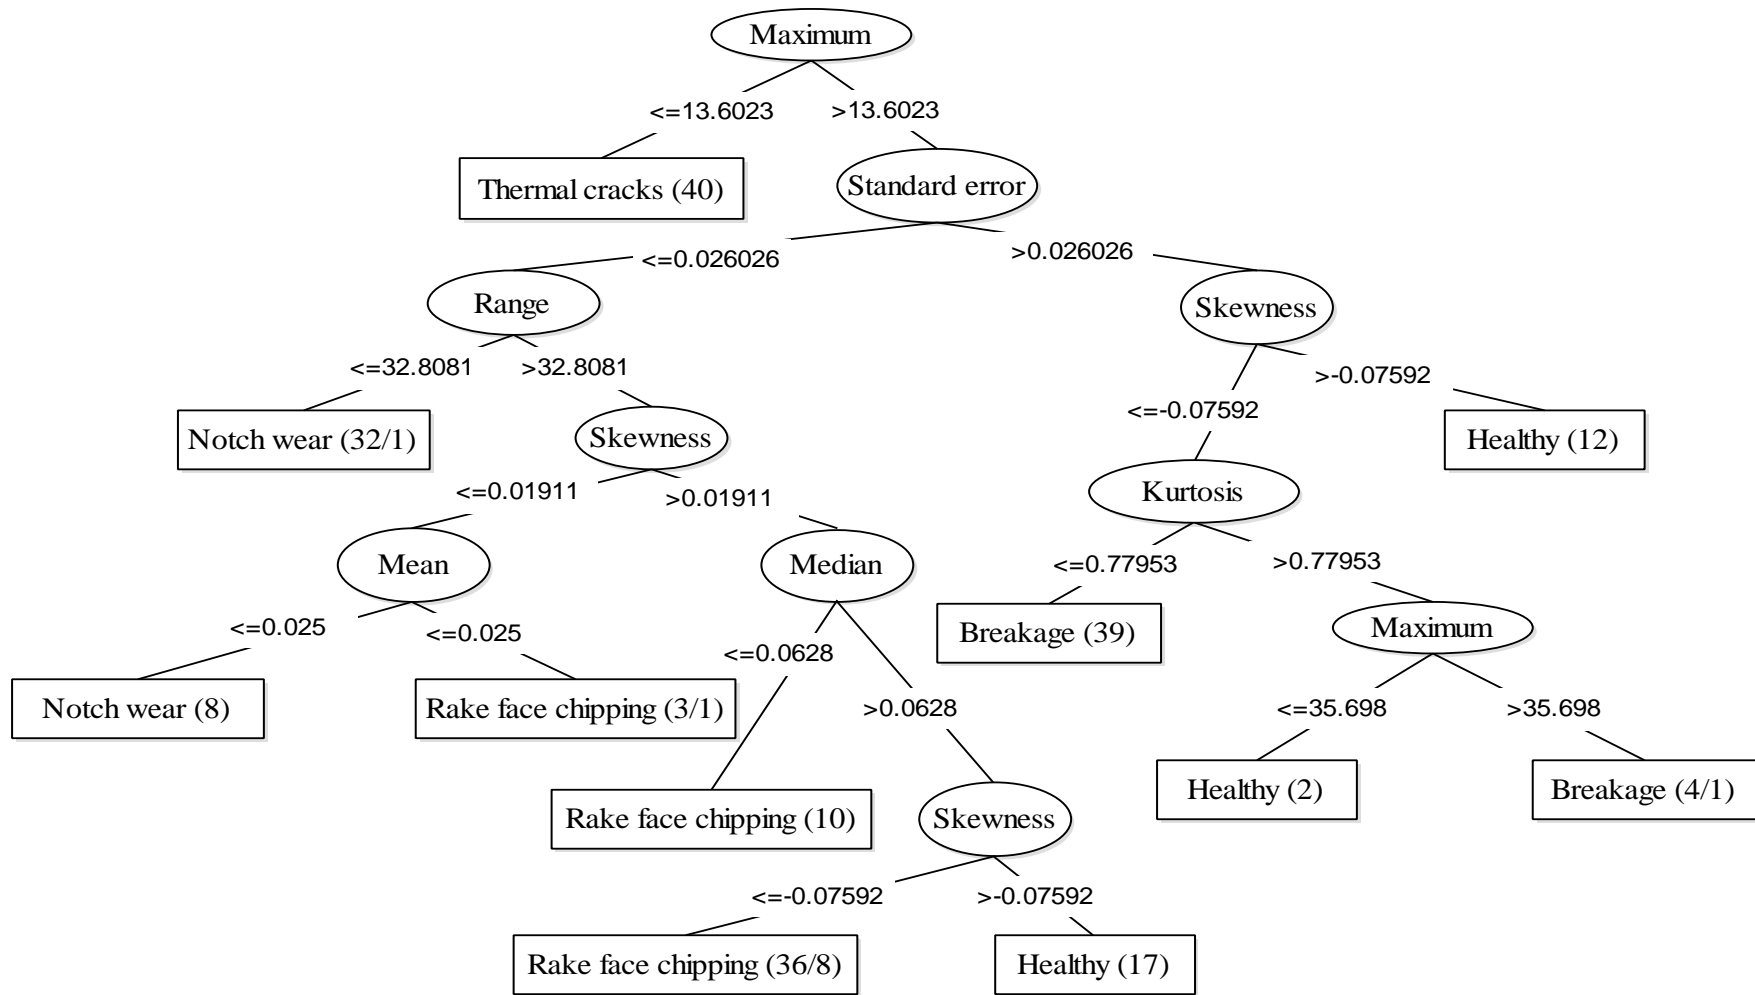 Maximum
<=13.6023
>13.6023
Thermal cracks (40)
Standard error
<=0.026026
>0.026026
Range
Skewness
<=32.8081
>32.8081
>-0.07592
<=-0.07592
Notch wear (32/1)
Skewness
Healthy (12)
<=0.01911
>0.01911
Kurtosis
Mean
Median
<=0.77953
>0.77953
<=0.025
<=0.025
<=0.0628
Breakage (39)
Maximum
Notch wear (8)
Rake face chipping (3/1)
>0.0628
<=35.698
>35.698
Rake face chipping (10)
Skewness
Healthy (2)
Breakage (4/1)
<=-0.07592
>-0.07592
Rake face chipping (36/8)
Healthy (17)